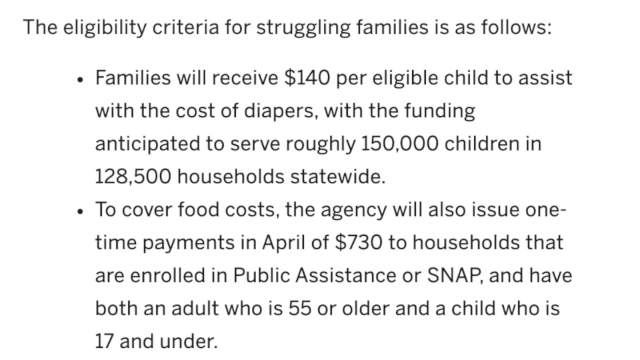 The eligibility criteria for struggling families is as follows:
• Families will receive $140 per eligible child to assist
with the cost of diapers, with the funding
anticipated to serve roughly 150,000 children in
128,500 households statewide.
• To cover food costs, the agency will also issue one-
time payments in April of $730 to households that
are enrolled in Public Assistance or SNAP, and have
both an adult who is 55 or older and a child who is
17 and under.